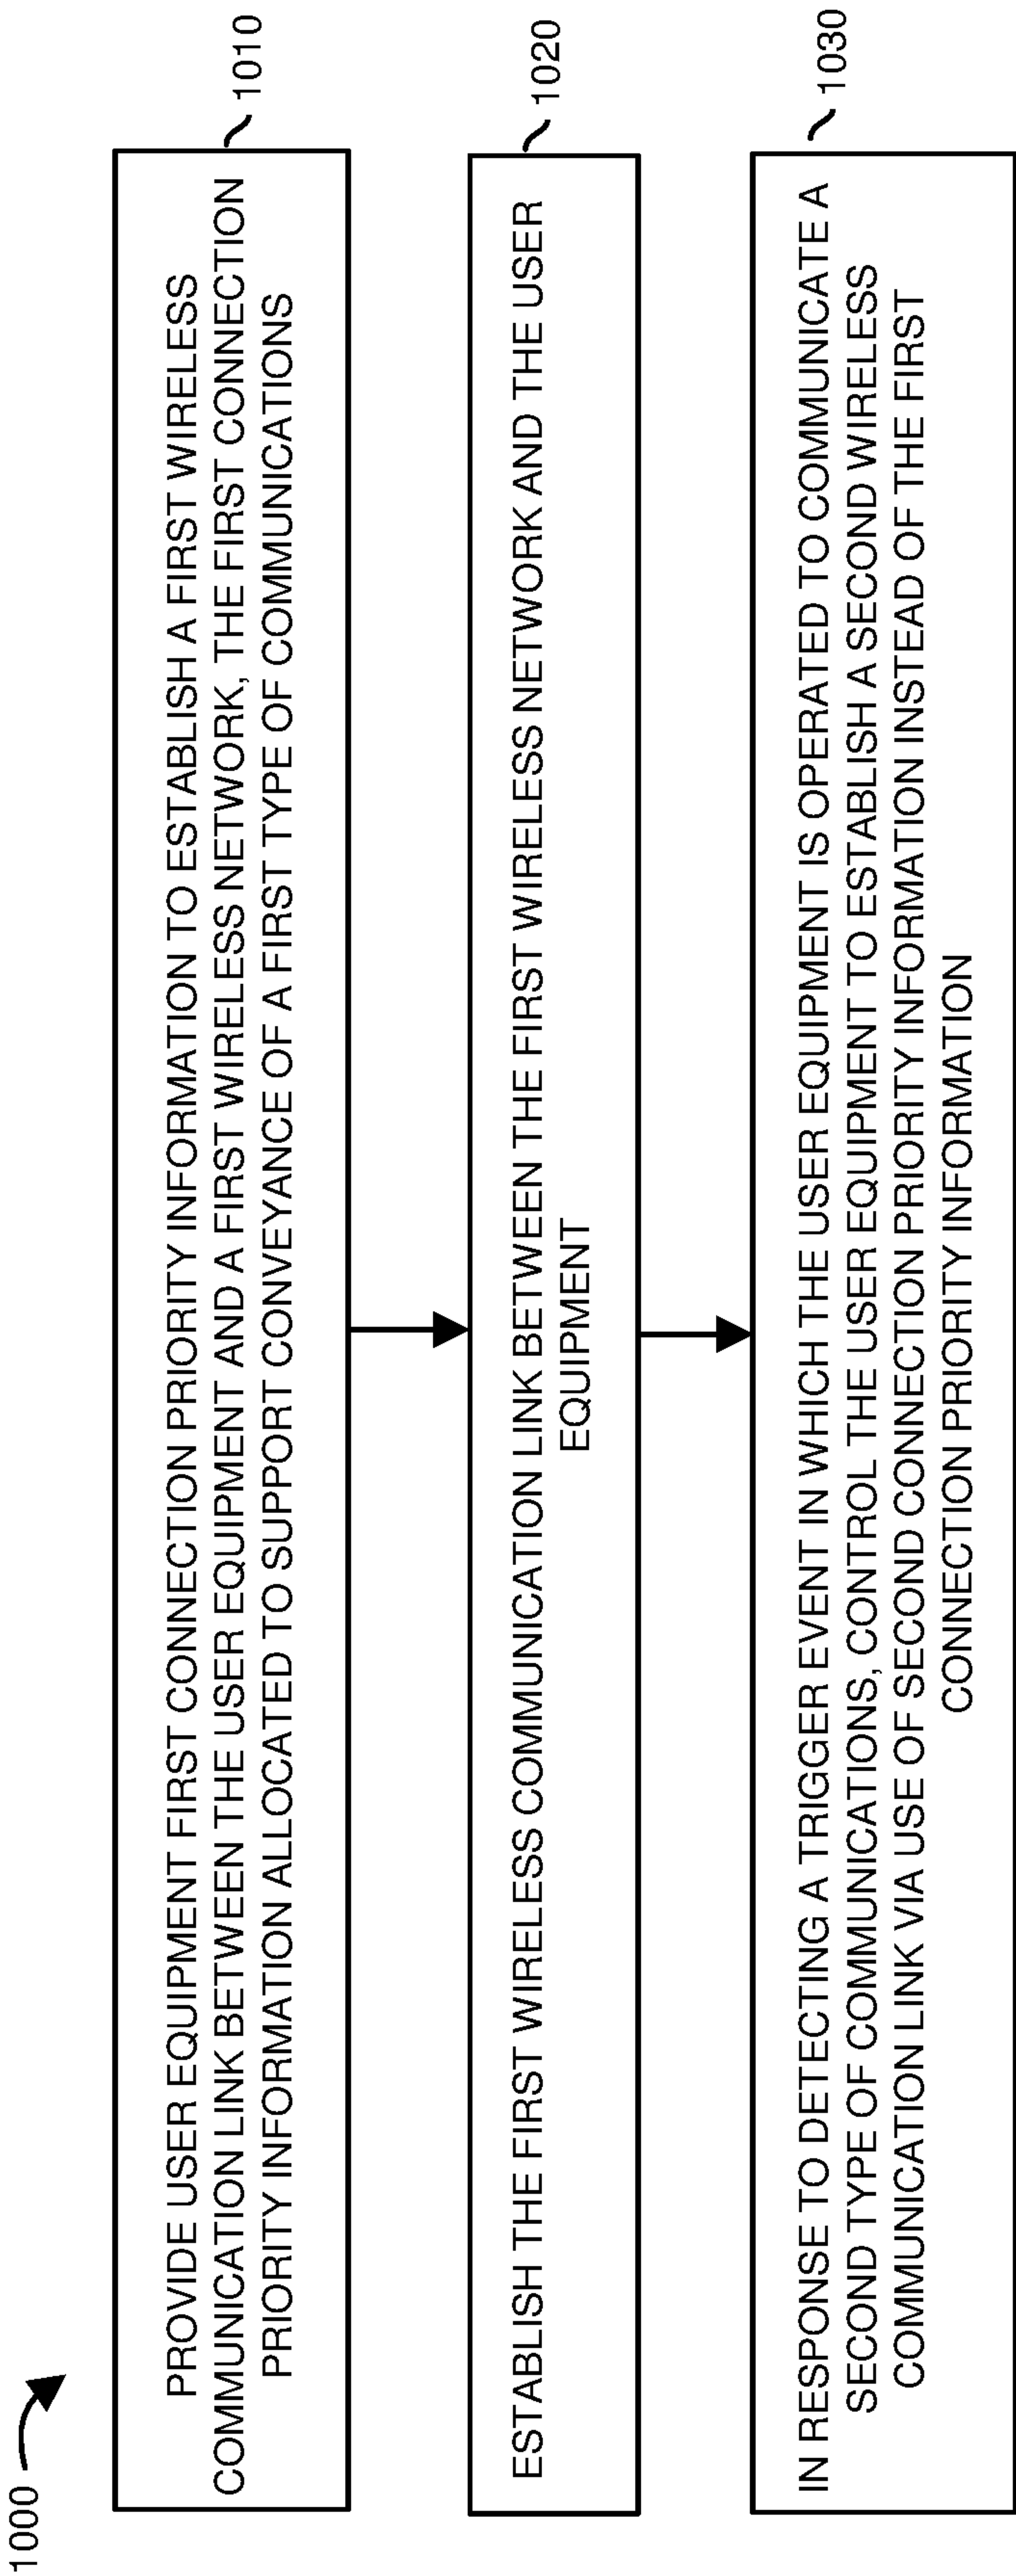 1000
PROVIDE USER EQUIPMENT FIRST CONNECTION PRIORITY INFORMATION TO ESTABLISH A FIRST WIRELESS
COMMUNICATION LINK BETWEEN THE USER EQUIPMENT AND A FIRST WIRELESS NETWORK, THE FIRST CONNECTION
PRIORITY INFORMATION ALLOCATED TO SUPPORT CONVEYANCE OF A FIRST TYPE OF COMMUNICATIONS
1010
ESTABLISH THE FIRST WIRELESS COMMUNICATION LINK BETWEEN THE FIRST WIRELESS NETWORK AND THE USER
EQUIPMENT
1020
IN RESPONSE TO DETECTING A TRIGGER EVENT IN WHICH THE USER EQUIPMENT IS OPERATED TO COMMUNICATE A
SECOND TYPE OF COMMUNICATIONS, CONTROL THE USER EQUIPMENT TO ESTABLISH A SECOND WIRELESS
COMMUNICATION LINK VIA USE OF SECOND CONNECTION PRIORITY INFORMATION INSTEAD OF THE FIRST
CONNECTION PRIORITY INFORMATION
1030